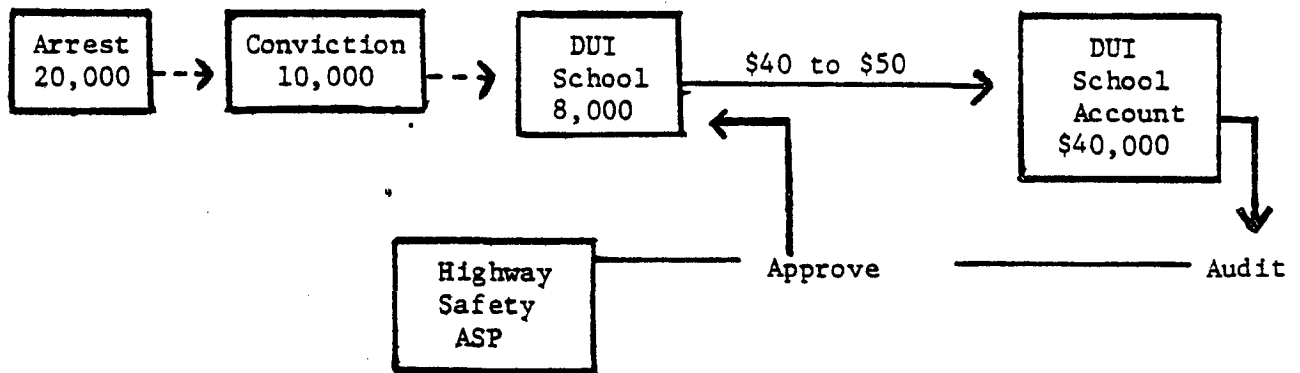 Arrest
20,000
Conviction
10,000
DUI
School
8,000
$40 to $50
DUI
School
Account
$40,000
Highway
Safety
ASP
Approve
Audit